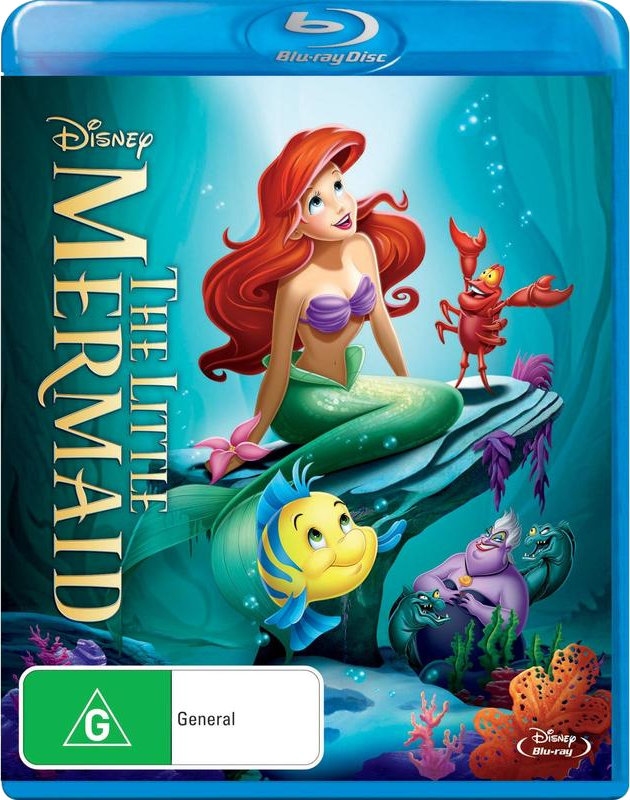 Blu-ray Disc
Disney
THE LITTLE
MERMAID
G
General
Disney
Blu-ray